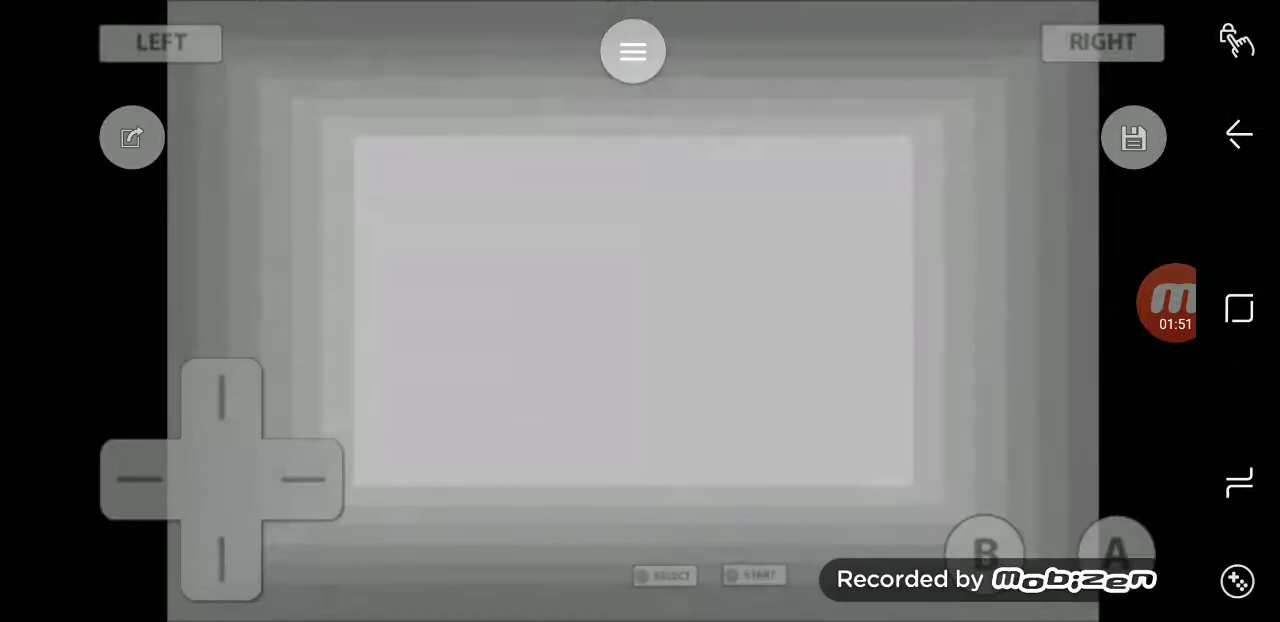 LEFT
RIGHT
m
01:51
B
A
SELECT
START
Recorded by mobizen